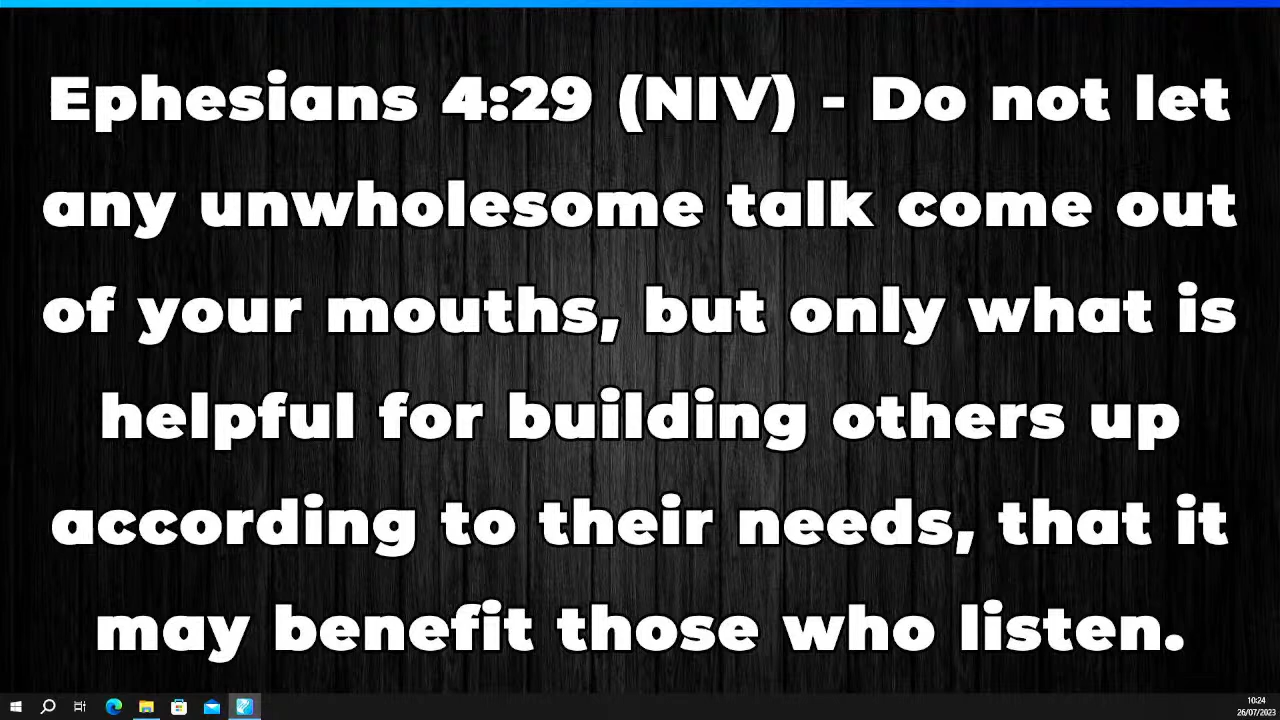 Ephesians 4:29 (NIV) - Do not let
any unwholesome talk come out
of your mouths, but only what is
helpful for building others up
according to their needs, that it
may benefit those who listen.
10:24
26/07/2023